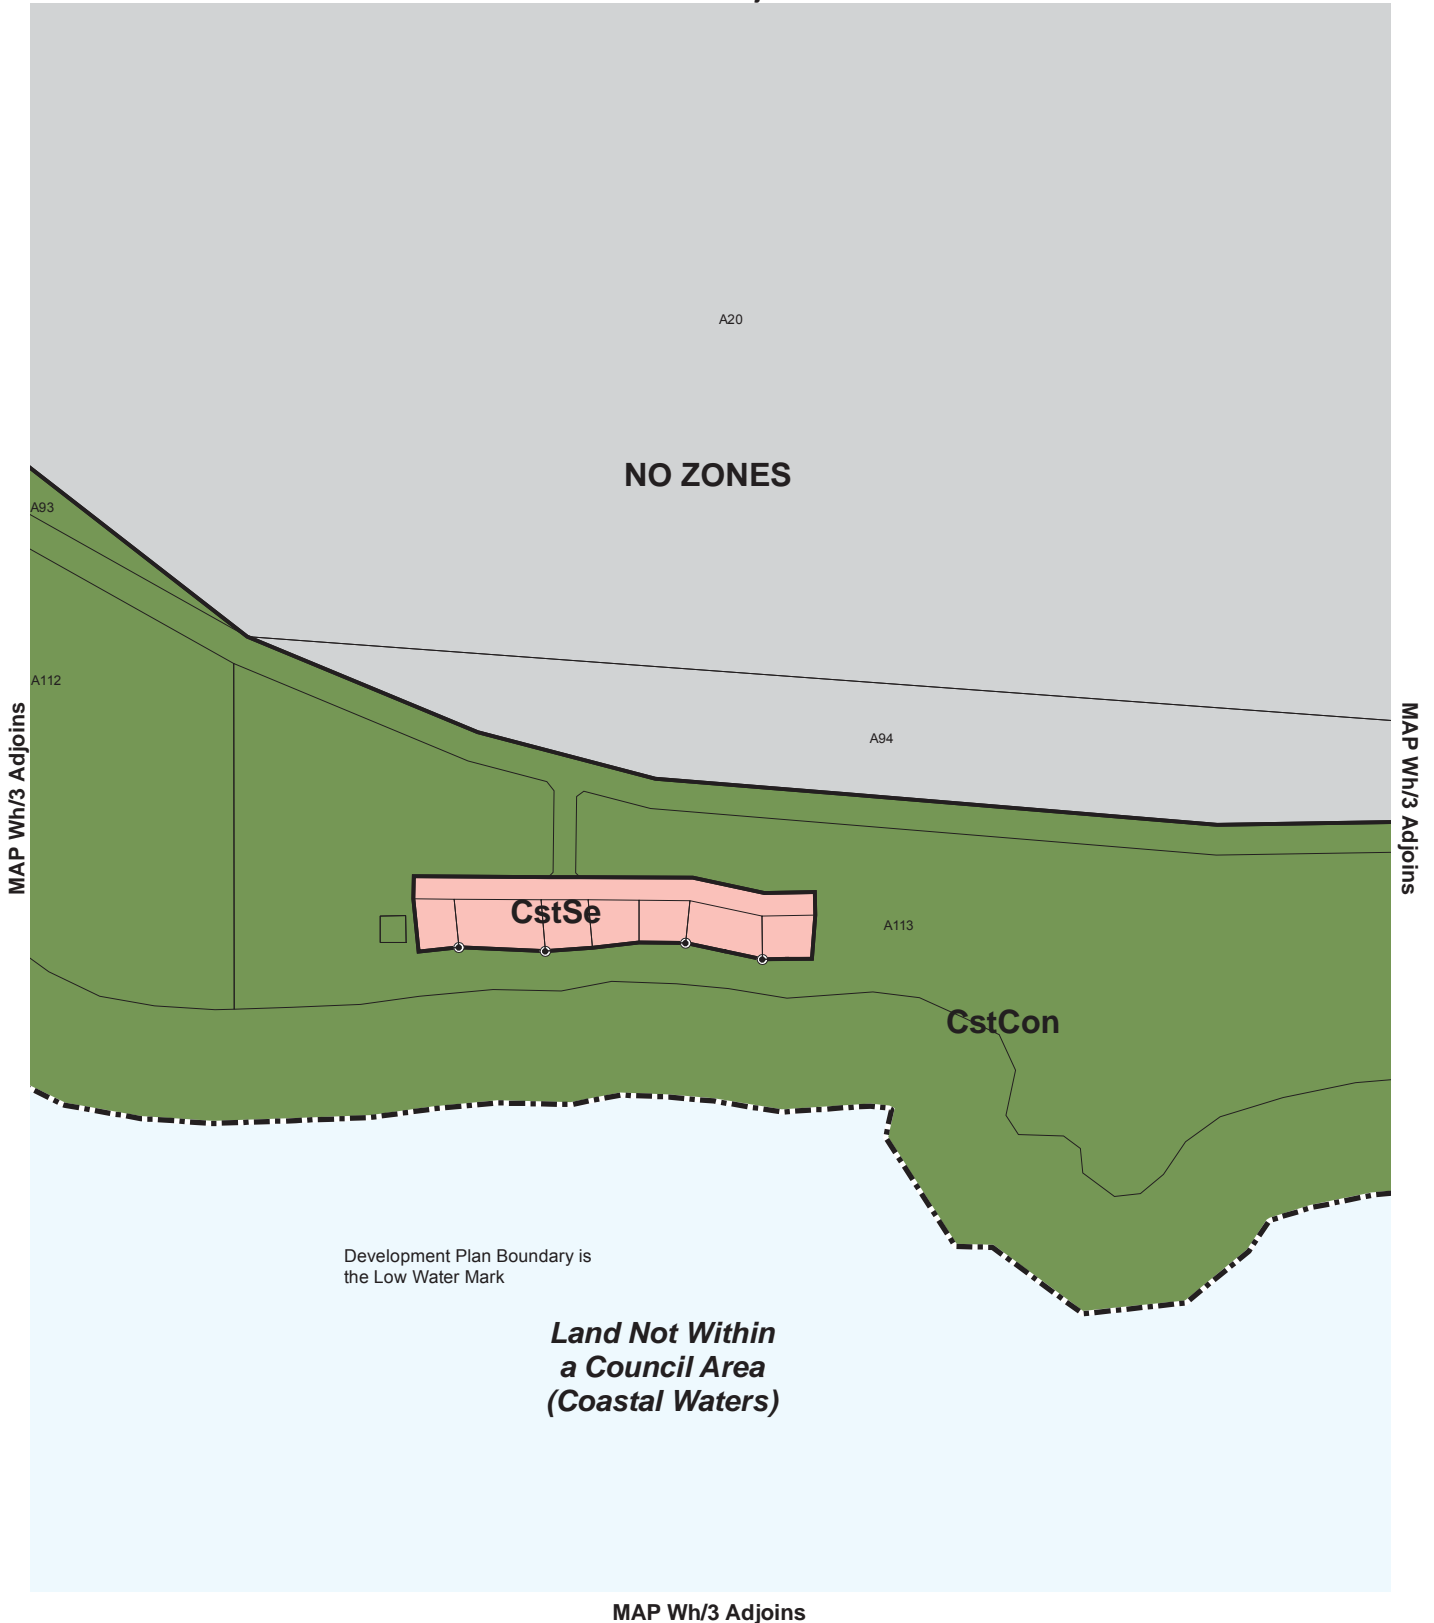 A20
NO ZONES
A93
A112
MAP Wh/3 Adjoins
MAP Wh/3 Adjoins
A94
CstSe
A113
CstCon
Development Plan Boundary is
the Low Water Mark
Land Not Within
a Council Area
(Coastal Waters)
MAP Wh/3 Adjoins